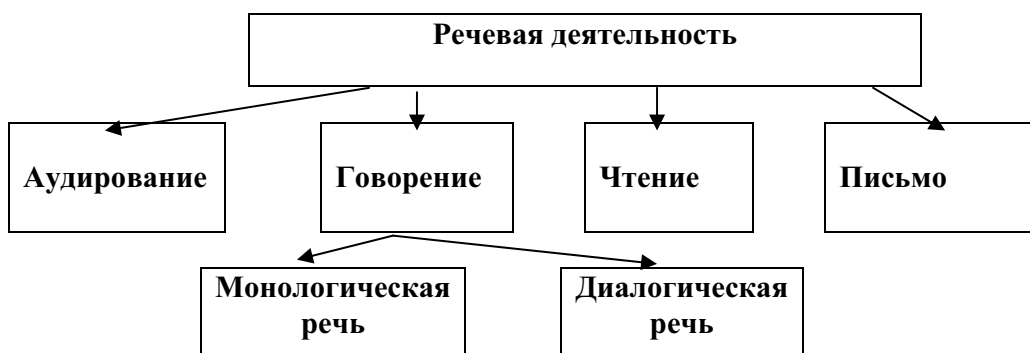 Речевая деятельность
Аудирование
Говорение
Чтение
Письмо
Монологическая
речь
Диалогическая
речь